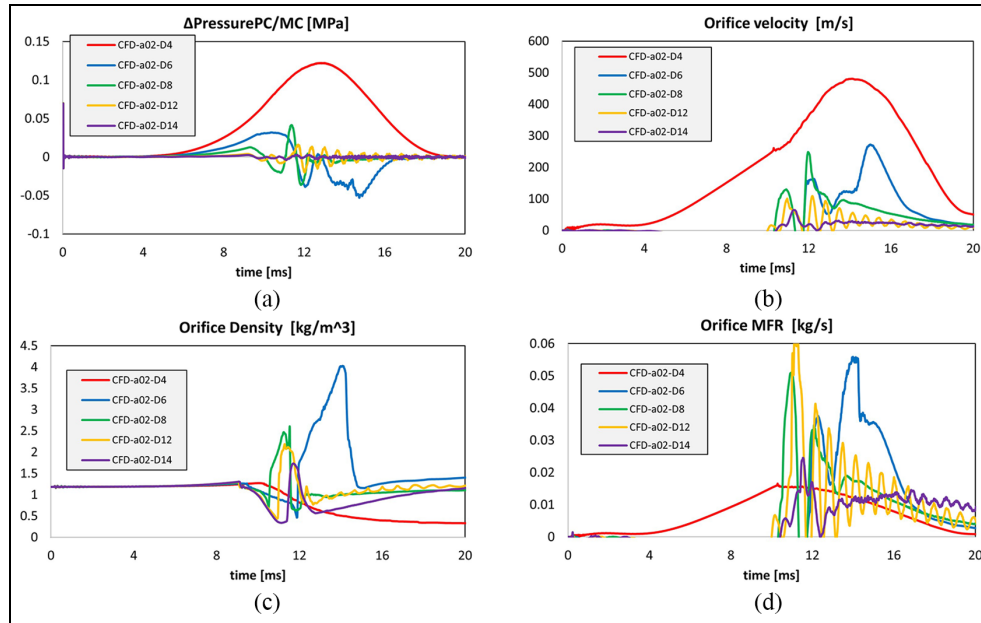 ΔPressurePC/MC [MPa]
0.15
0.1
0.05
0
-0.05
-0.1
CFD-a02-D4
CFD-a02-D6
CFD-a02-D8
CFD-a02-D12
CFD-a02-D14
0 4 8 12 16 20
time [ms]
(a)
Orifice velocity [m/s]
600
500
400
300
200
100
0
CFD-a02-D4
CFD-a02-D6
CFD-a02-D8
CFD-a02-D12
CFD-a02-D14
0 4 8 12 16 20
time [ms]
(b)
Orifice Density [kg/m^3]
4.5
4
3.5
3
2.5
2
1.5
1
0.5
0
CFD-a02-D4
CFD-a02-D6
CFD-a02-D8
CFD-a02-D12
CFD-a02-D14
0 4 8 12 16 20
time [ms]
(c)
Orifice MFR [kg/s]
0.06
0.05
0.04
0.03
0.02
0.01
0
CFD-a02-D4
CFD-a02-D6
CFD-a02-D8
CFD-a02-D12
CFD-a02-D14
0 4 8 12 16 20
time [ms]
(d)